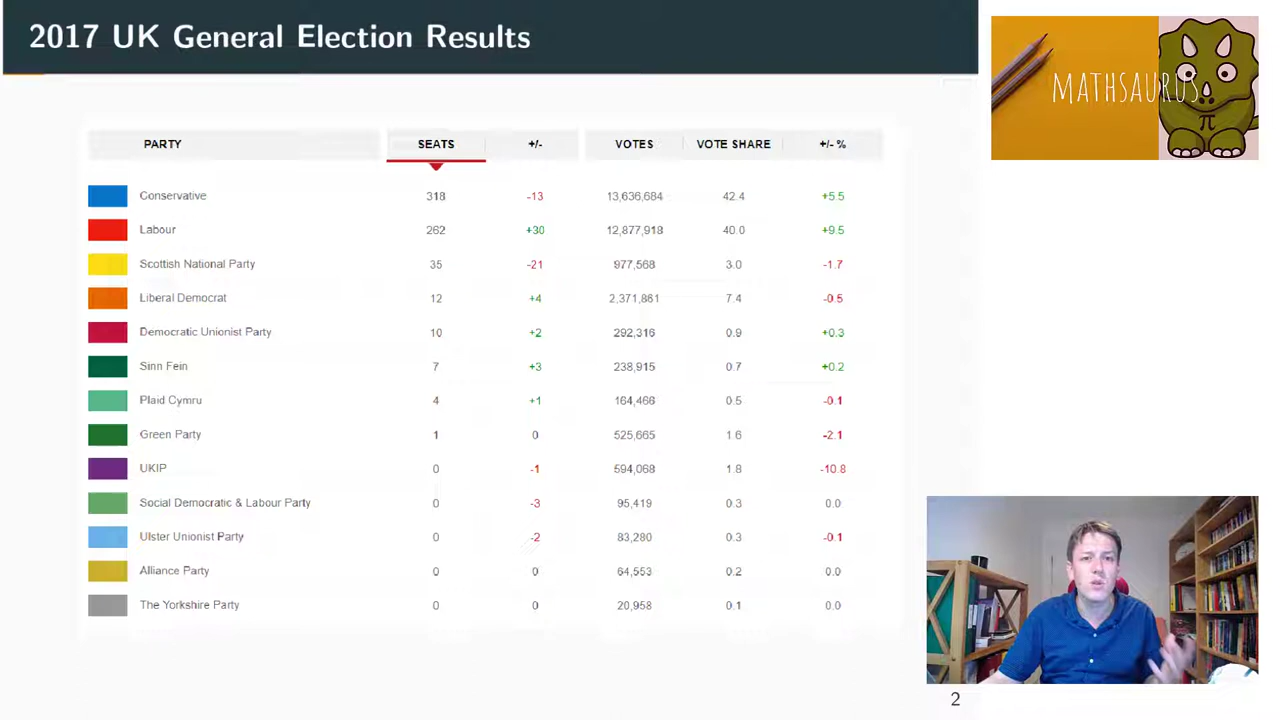 2017 UK General Election Results
MATHSAURUS
π
PARTY SEATS +/- VOTES VOTE SHARE +/- %
Conservative 318 -13 13,636,684 42.4 +5.5
Labour 262 +30 12,877,918 40.0 +9.5
Scottish National Party 35 -21 977,568 3.0 -1.7
Liberal Democrat 12 +4 2,371,861 7.4 -0.5
Democratic Unionist Party 10 +2 292,316 0.9 +0.3
Sinn Fein 7 +3 238,915 0.7 +0.2
Plaid Cymru 4 +1 164,466 0.5 -0.1
Green Party 1 0 525,665 1.6 -2.1
UKIP 0 -1 594,068 1.8 -10.8
Social Democratic & Labour Party 0 -3 95,419 0.3 0.0
Ulster Unionist Party 0 -2 83,280 0.3 -0.1
Alliance Party 0 0 64,553 0.2 0.0
The Yorkshire Party 0 0 20,958 0.1 0.0
2